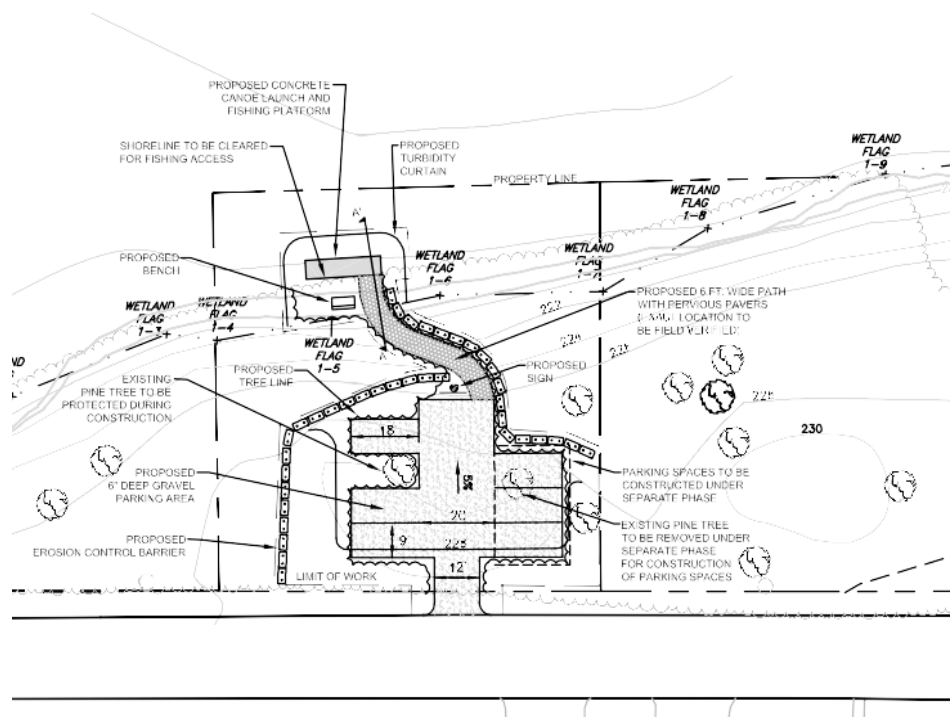 PROPOSED CONCRETE
CANOE LAUNCH AND
FISHING PLATFORM
SHORELINE TO BE CLEARED
FOR FISHING ACCESS
PROPOSED
TURBIDITY
CURTAIN
PROPERTY LINE
WETLAND
FLAG
1-9
WETLAND
FLAG
1-8
A'
PROPOSED
BENCH
WETLAND
FLAG
1-6
WETLAND
FLAG
1-7
WETLAND
FLAG
1-3
WETLAND
FLAG
1-4
WETLAND
FLAG
1-5
A
227
228
PROPOSED 6 FT. WIDE PATH
WITH PERVIOUS PAVERS
LOCATION TO
BE FIELD VERIFIED
PROPOSED
TREE LINE
PROPOSED
SIGN
EXISTING
PINE TREE TO BE
PROTECTED DURING
CONSTRUCTION
228
230
18
5%
PROPOSED
6" DEEP GRAVEL
PARKING AREA
PARKING SPACES TO BE
CONSTRUCTED UNDER
SEPARATE PHASE
20
9
228
12'
EXISTING PINE TREE
TO BE REMOVED UNDER
SEPARATE PHASE
FOR CONSTRUCTION
OF PARKING SPACES
PROPOSED
EROSION CONTROL BARRIER
LIMIT OF WORK